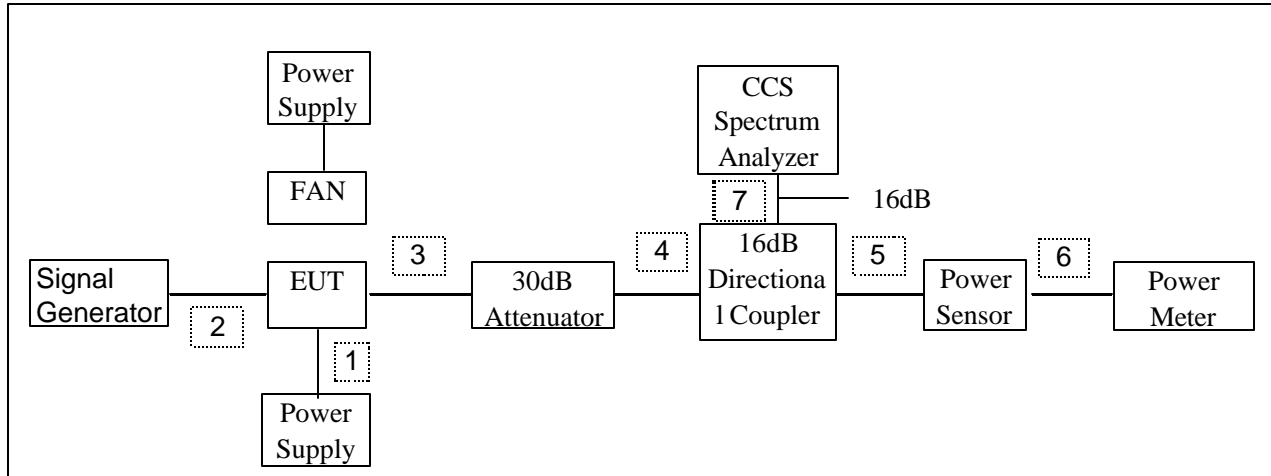 Power
Supply
CCS
Spectrum
Analyzer
FAN
7
16dB
3
4
16dB
Directiona
l Coupler
5
6
Signal
Generator
2
EUT
30dB
Attenuator
Power
Sensor
Power
Meter
1
Power
Supply